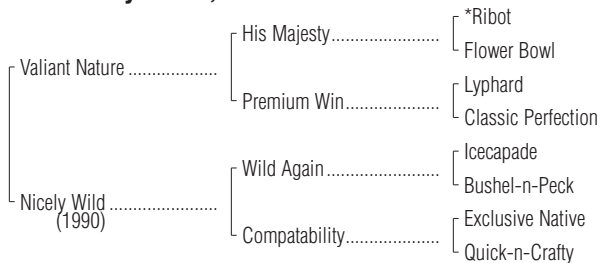 *Ribot
His Majesty....................
Flower Bowl
Valiant Nature ..................
Lyphard
Premium Win....................
Classic Perfection
Icecapade
Wild Again ......................
Bushel-n-Peck
Nicely Wild ......................
(1990)
Exclusive Native
Compatability....................
Quick-n-Crafty